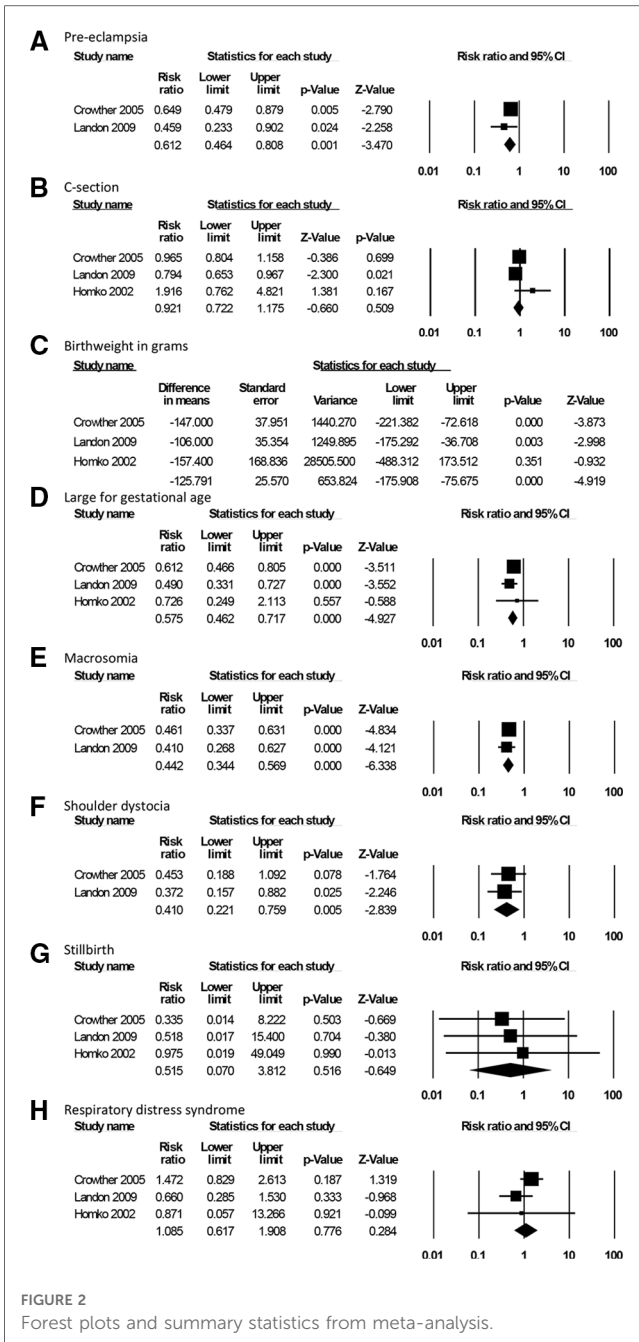 A Pre-eclampsia
Study name Statistics for each study Risk ratio and 95% CI
Risk ratio Lower limit Upper limit p-Value Z-Value
Crowther 2005 0.649 0.479 0.879 0.005 -2.790
Landon 2009 0.459 0.233 0.902 0.024 -2.258
0.612 0.464 0.808 0.001 -3.470
0.01 0.1 1 10 100
B C-section
Study name Statistics for each study Risk ratio and 95% CI
Risk ratio Lower limit Upper limit Z-Value p-Value
Crowther 2005 0.965 0.804 1.158 -0.386 0.699
Landon 2009 0.794 0.653 0.967 -2.300 0.021
Homko 2002 1.916 0.762 4.821 1.381 0.167
0.921 0.722 1.175 -0.660 0.509
0.01 0.1 1 10 100
C Birthweight in grams
Study name Statistics for each study
Difference in means Standard error Variance Lower limit Upper limit p-Value Z-Value
Crowther 2005 -147.000 37.951 1440.270 -221.382 -72.618 0.000 -3.873
Landon 2009 -106.000 35.354 1249.895 -175.292 -36.708 0.003 -2.998
Homko 2002 -157.400 168.836 28505.500 -488.312 173.512 0.351 -0.932
-125.791 25.570 653.824 -175.908 -75.675 0.000 -4.919
D Large for gestational age
Study name Statistics for each study Risk ratio and 95% CI
Risk ratio Lower limit Upper limit p-Value Z-Value
Crowther 2005 0.612 0.466 0.805 0.000 -3.511
Landon 2009 0.490 0.331 0.727 0.000 -3.552
Homko 2002 0.726 0.249 2.113 0.557 -0.588
0.575 0.462 0.717 0.000 -4.927
0.01 0.1 1 10 100
E Macrosomia
Study name Statistics for each study Risk ratio and 95% CI
Risk ratio Lower limit Upper limit p-Value Z-Value
Crowther 2005 0.461 0.337 0.631 0.000 -4.834
Landon 2009 0.410 0.268 0.627 0.000 -4.121
0.442 0.344 0.569 0.000 -6.338
0.01 0.1 1 10 100
F Shoulder dystocia
Study name Statistics for each study Risk ratio and 95% CI
Risk ratio Lower limit Upper limit p-Value Z-Value
Crowther 2005 0.453 0.188 1.092 0.078 -1.764
Landon 2009 0.372 0.157 0.882 0.025 -2.246
0.410 0.221 0.759 0.005 -2.839
0.01 0.1 1 10 100
G Stillbirth
Study name Statistics for each study Risk ratio and 95% CI
Risk ratio Lower limit Upper limit p-Value Z-Value
Crowther 2005 0.335 0.014 8.222 0.503 -0.669
Landon 2009 0.518 0.017 15.400 0.704 -0.380
Homko 2002 0.975 0.019 49.049 0.990 -0.013
0.515 0.070 3.812 0.516 -0.649
0.01 0.1 1 10 100
H Respiratory distress syndrome
Study name Statistics for each study Risk ratio and 95% CI
Risk ratio Lower limit Upper limit p-Value Z-Value
Crowther 2005 1.472 0.829 2.613 0.187 1.319
Landon 2009 0.660 0.285 1.530 0.333 -0.968
Homko 2002 0.871 0.057 13.266 0.921 -0.099
1.085 0.617 1.908 0.776 0.284
0.01 0.1 1 10 100
FIGURE 2
Forest plots and summary statistics from meta-analysis.